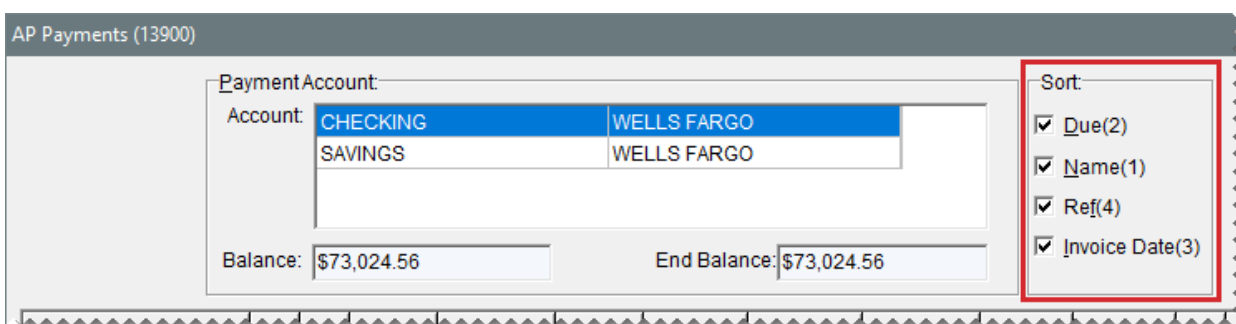 AP Payments (13900)
Payment Account:
Account: CHECKING WELLS FARGO
SAVINGS WELLS FARGO
Balance: $73,024.56 End Balance: $73,024.56
Sort:
Due(2)
Name(1)
Ref(4)
Invoice Date(3)